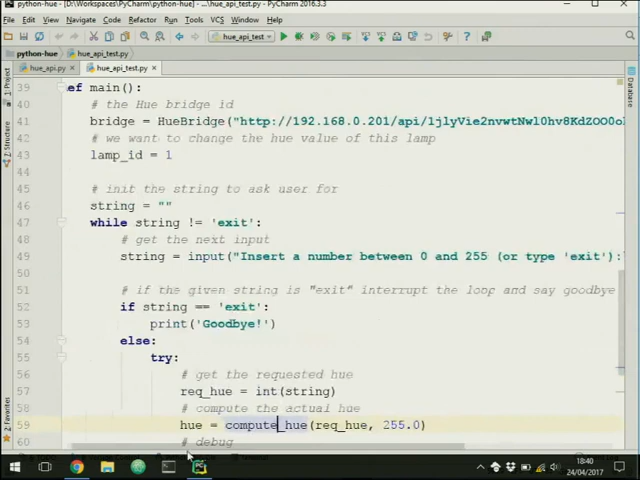 python-hue - [D:\Workspaces\PyCharm\python-hue] - ...\hue_api_test.py - PyCharm 2016.3.3
File Edit View Navigate Code Refactor Run Tools VCS Window Help
hue_api_test
python-hue hue_api_test.py
hue_api.py hue_api_test.py
1: Project
Structure
2: Favorites
Database
39 def main():
40 # the Hue bridge id
41 bridge = HueBridge("http://192.168.0.201/api/1jlyVie2nvwtNwl0hv8KdZOO0o
42 # we want to change the hue value of this lamp
43 lamp_id = 1
44
45 # init the string to ask user for
46 string = ""
47 while string != 'exit':
48 # get the next input
49 string = input("Insert a number between 0 and 255 (or type 'exit'):
50
51 # if the given string is "exit" interrupt the loop and say goodbye
52 if string == 'exit':
53 print('Goodbye!')
54 else:
55 try:
56 # get the requested hue
57 req_hue = int(string)
58 # compute the actual hue
59 hue = compute_hue(req_hue, 255.0)
60 # debug
18:40
24/04/2017